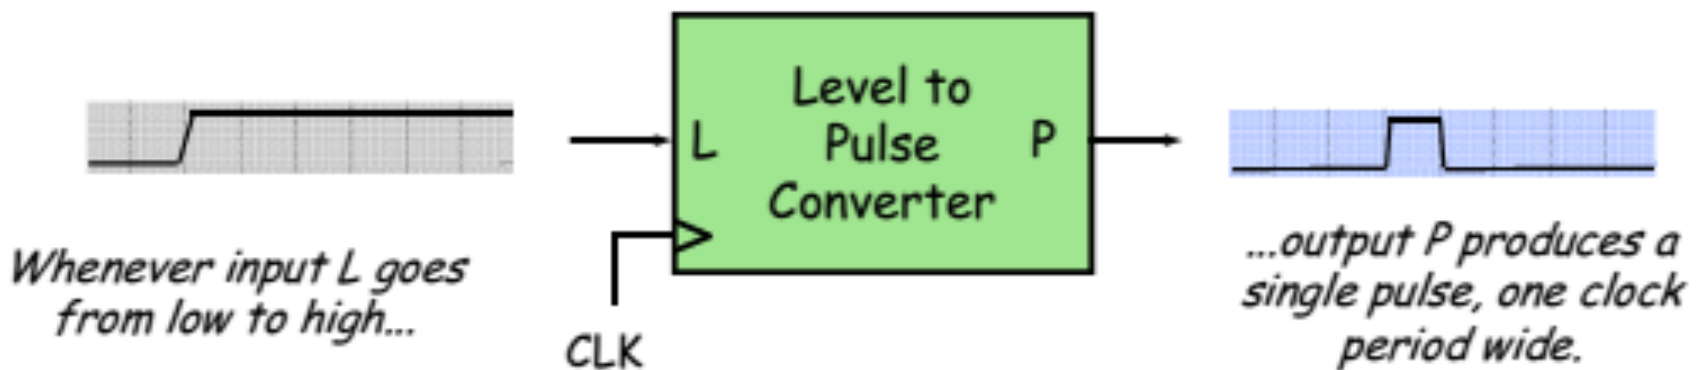 Whenever input L goes
from low to high...
L
Level to
Pulse
Converter
P
CLK
...output P produces a
single pulse, one clock
period wide.